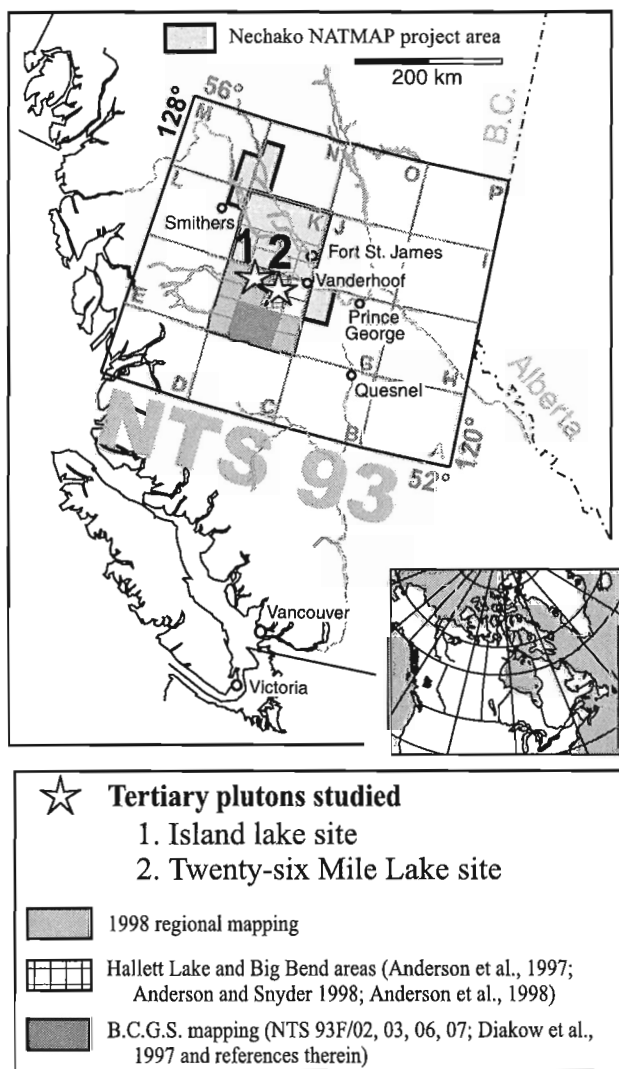 Nechako NATMAP project area
200 km
128°
56°
B.C.
M
N
O
P
L
K
J
I
Smithers
1
2
Fort St. James
Vanderhoof
Prince
George
E
G
H
Quesnel
D
C
B
A
Alberta
NTS 93
52°
120°
Vancouver
Victoria
Tertiary plutons studied
1. Island lake site
2. Twenty-six Mile Lake site
1998 regional mapping
Hallett Lake and Big Bend areas (Anderson et al., 1997;
Anderson and Snyder 1998; Anderson et al., 1998)
B.C.G.S. mapping (NTS 93F/02, 03, 06, 07; Diakow et al.,
1997 and references therein)